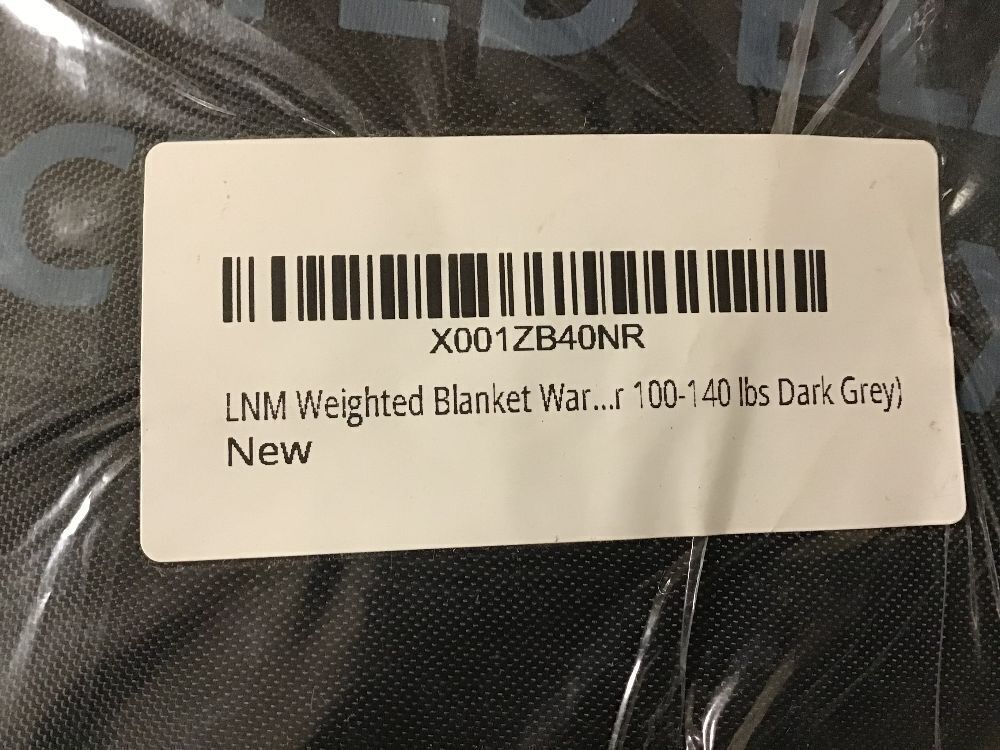 X001ZB40NR
LNM Weighted Blanket War...r 100-140 lbs Dark Grey)
New